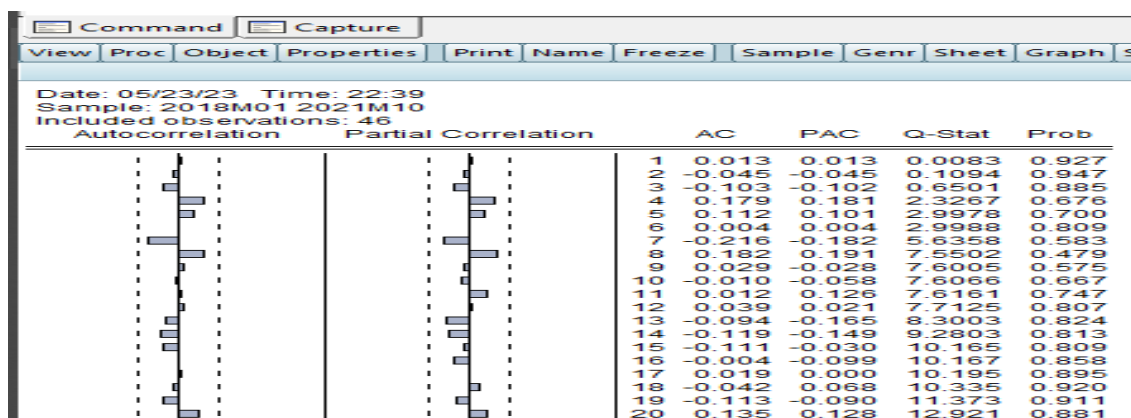 Command Capture
View Proc Object Properties Print Name Freeze Sample Genr Sheet Graph S
Date: 05/23/23 Time: 22:39
Sample: 2018M01 2021M10
Included observations: 46
Autocorrelation Partial Correlation AC PAC Q-Stat Prob
1 0.013 0.013 0.0083 0.927
2 -0.045 -0.045 0.1094 0.947
3 -0.103 -0.102 0.6501 0.885
4 0.179 0.181 2.3267 0.676
5 0.112 0.101 2.9978 0.700
6 0.004 0.004 2.9988 0.809
7 -0.216 -0.182 5.6358 0.583
8 0.182 0.191 7.5502 0.479
9 0.029 -0.028 7.6005 0.575
10 -0.010 -0.058 7.6066 0.667
11 0.012 0.126 7.6161 0.747
12 0.039 0.021 7.7125 0.807
13 -0.094 -0.165 8.3003 0.824
14 -0.119 -0.149 9.2803 0.813
15 -0.111 -0.030 10.165 0.809
16 -0.004 -0.099 10.167 0.858
17 0.019 0.000 10.195 0.895
18 -0.042 0.068 10.335 0.920
19 -0.113 -0.090 11.373 0.911
20 0.135 0.128 12.921 0.881